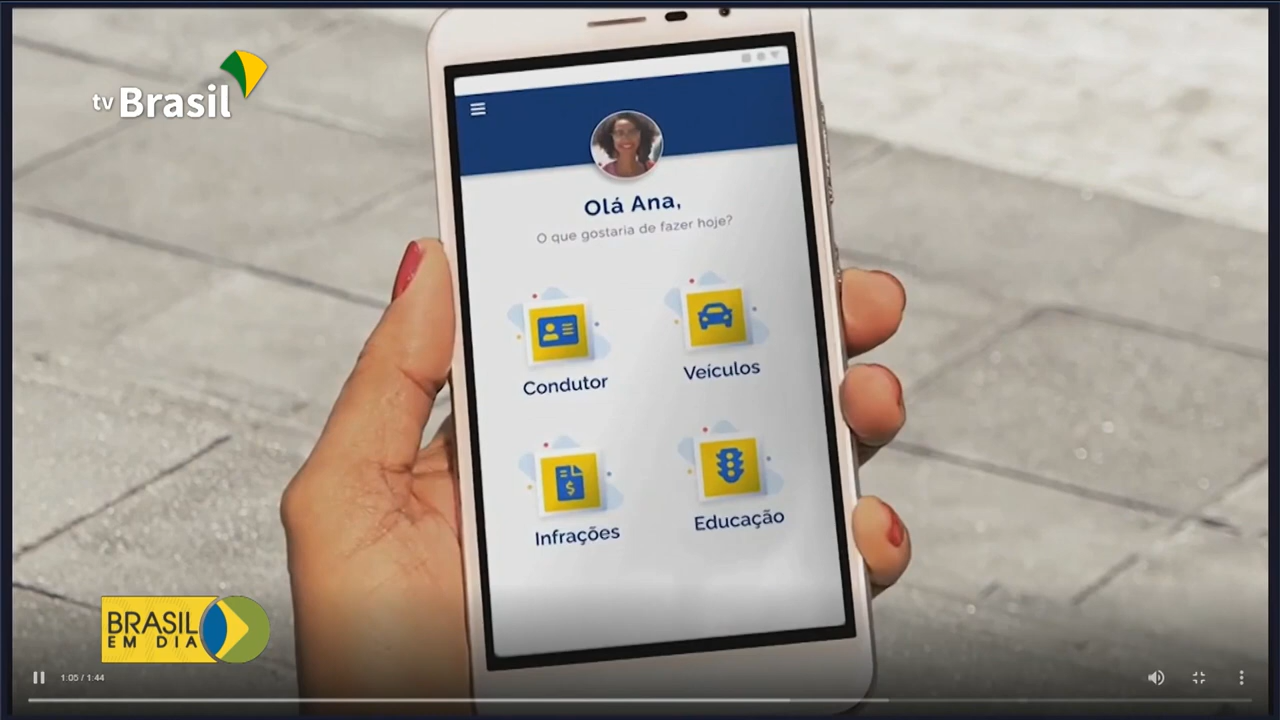 tv Brasil
Olá Ana,
O que gostaria de fazer hoje?
Condutor
Veículos
Infrações
$
Educação
BRASIL
EM DIA
1:05 / 1:44